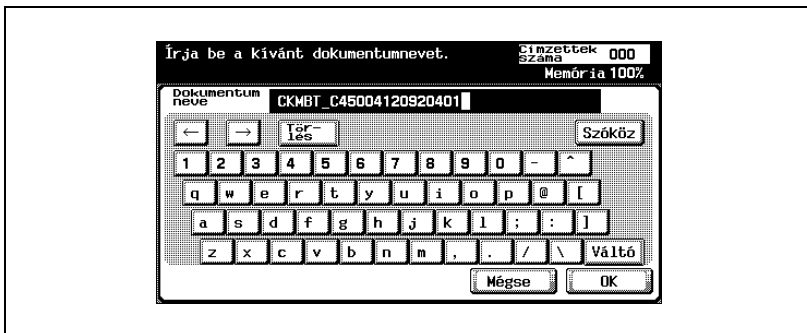 Írja be a kívánt dokumentumnevet.
Címzettek száma 000
Memória 100%
Dokumentum neve CKMBT_C45004120920401
← → Tör- lés Szóköz
1 2 3 4 5 6 7 8 9 0 - ^
q w e r t y u i o p @ [
a s d f g h j k l ; : ]
z x c v b n m , . / \ Váltó
Mégse OK